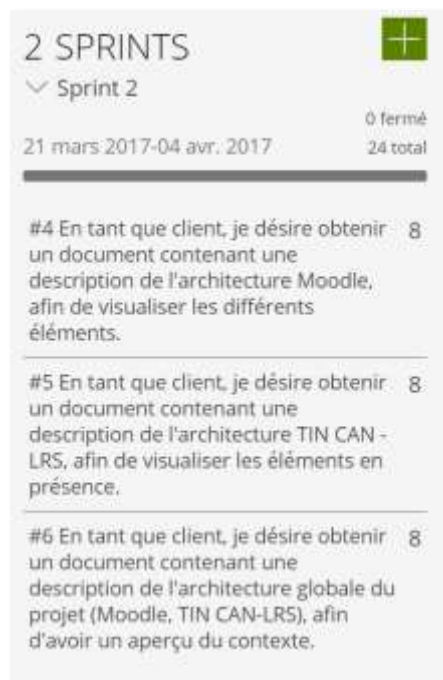 2 SPRINTS
Sprint 2
0 fermé
21 mars 2017-04 avr. 2017 24 total
#4 En tant que client, je désire obtenir 8
un document contenant une
description de l'architecture Moodle,
afin de visualiser les différents
éléments.
#5 En tant que client, je désire obtenir 8
un document contenant une
description de l'architecture TIN CAN -
LRS, afin de visualiser les éléments en
présence.
#6 En tant que client, je désire obtenir 8
un document contenant une
description de l'architecture globale du
projet (Moodle, TIN CAN-LRS), afin
d'avoir un aperçu du contexte.